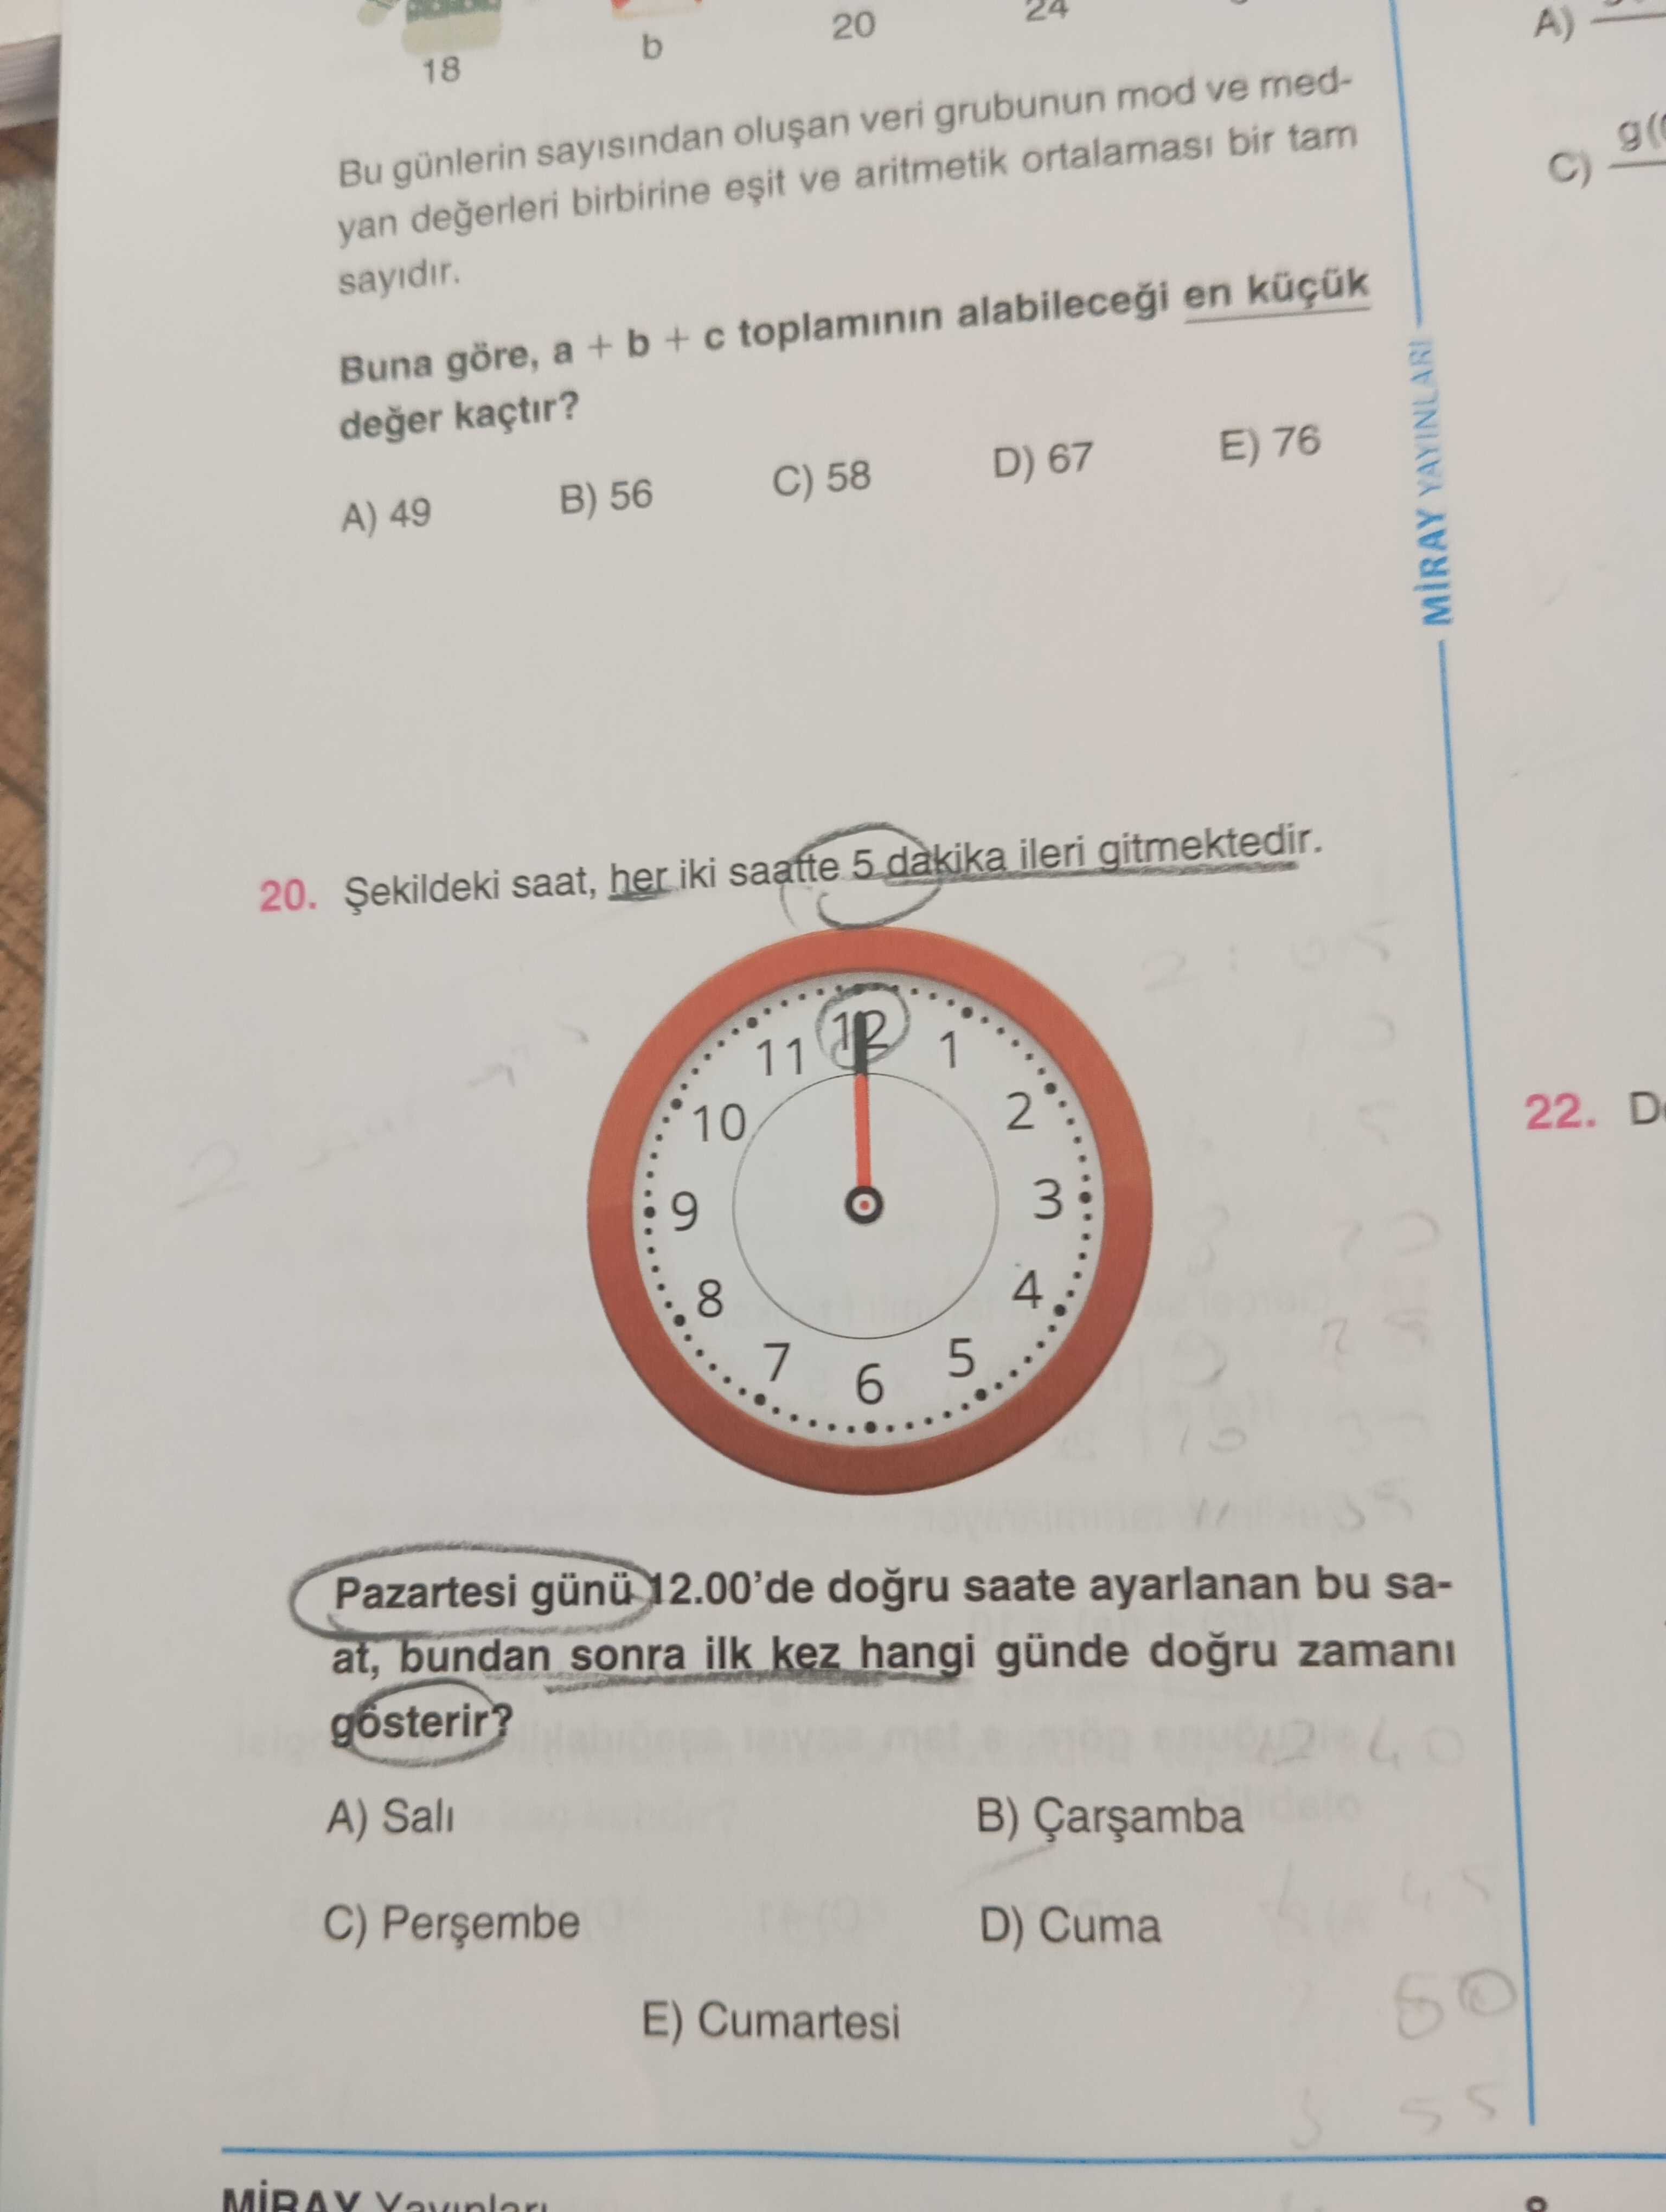 18
b
20
24
Bu günlerin sayısından oluşan veri grubunun mod ve med-
yan değerleri birbirine eşit ve aritmetik ortalaması bir tam
sayıdır.
Buna göre, a + b + c toplamının alabileceği en küçük
değer kaçtır?
A) 49 B) 56 C) 58 D) 67 E) 76
20. Şekildeki saat, her iki saatte 5 dakika ileri gitmektedir.
12
1
2
3
4
5
6
7
8
9
10
11
Pazartesi günü 12.00'de doğru saate ayarlanan bu sa-
at, bundan sonra ilk kez hangi günde doğru zamanı
gösterir?
A) Salı B) Çarşamba
C) Perşembe D) Cuma
E) Cumartesi
MİRAY Yayınları
MİRAY YAYINLARI
A)
C)
22.